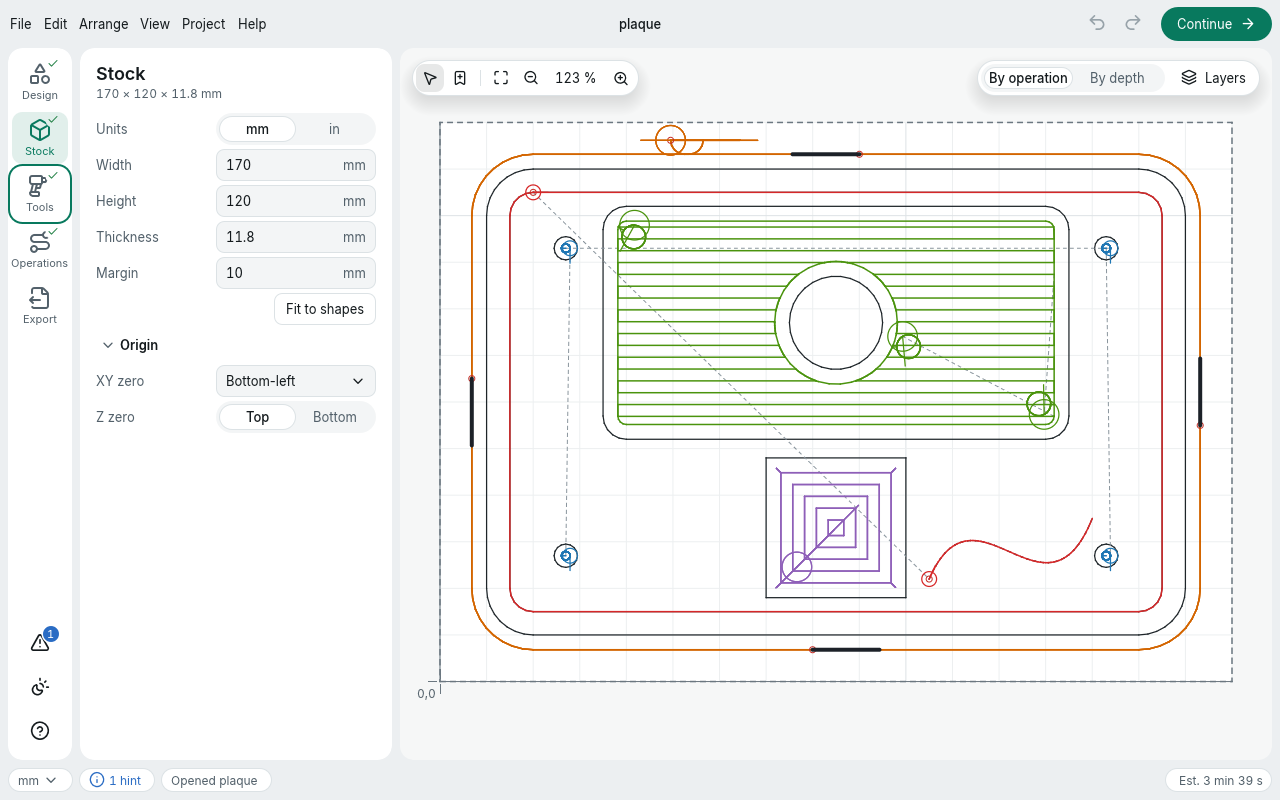 File Edit Arrange View Project Help
plaque
Continue
Design
Stock
Tools
Operations
Export
1
Stock
170 × 120 × 11.8 mm
Units mm in
Width 170 mm
Height 120 mm
Thickness 11.8 mm
Margin 10 mm
Fit to shapes
Origin
XY zero Bottom-left
Z zero Top Bottom
123 %
By operation By depth Layers
0,0
mm 1 hint Opened plaque Est. 3 min 39 s